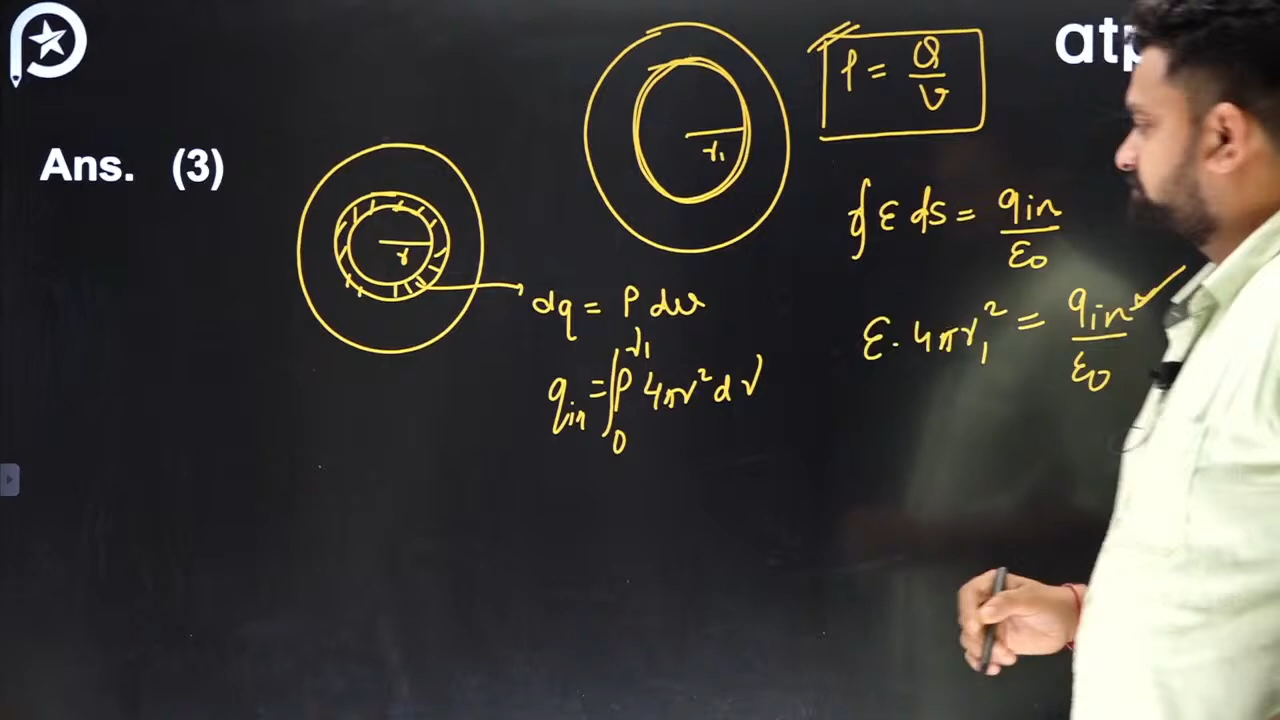 atp
ρ = Q/V
r₁
Ans. (3)
∮ E ds = qin/ε₀
r
dq = ρ dv
E. 4πr₁² = qin/ε₀
qin = ∫₀^r₁ ρ 4πr² dr